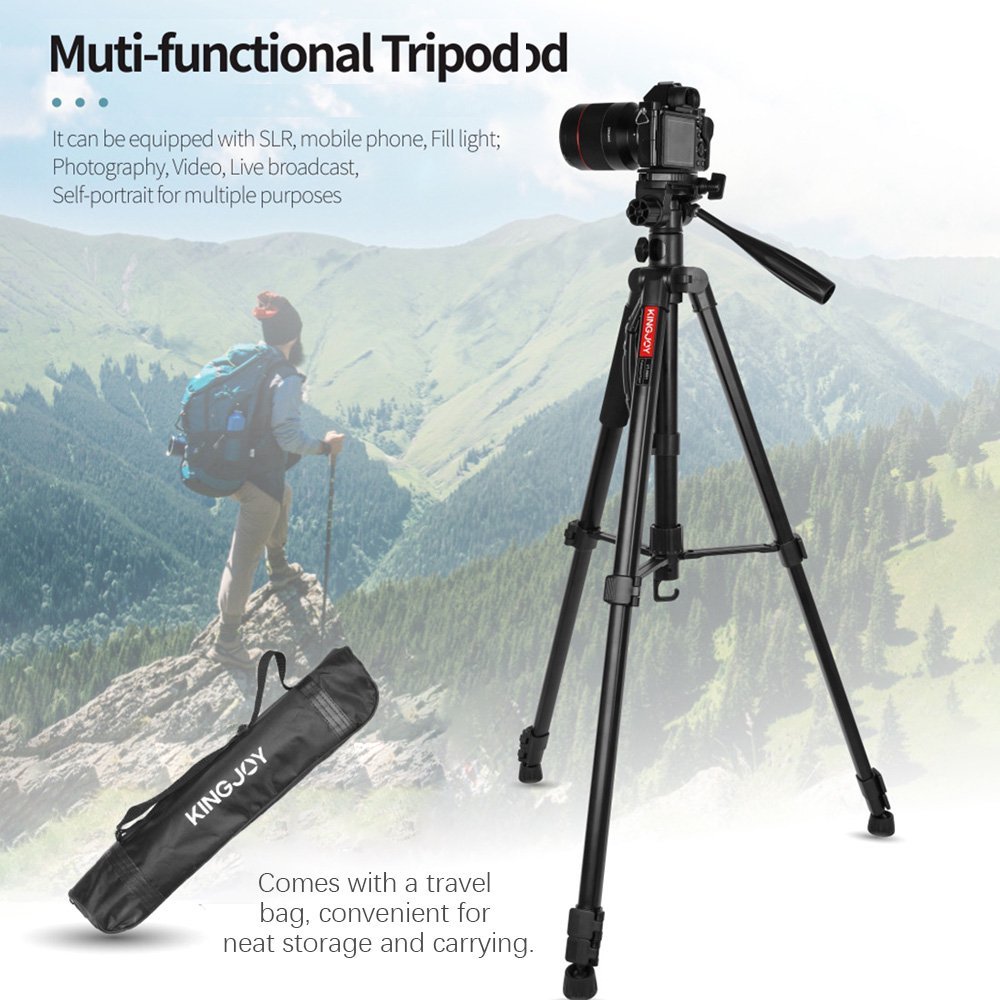 Muti-functional Tripodod
It can be equipped with SLR, mobile phone, Fill light;
Photography, Video, Live broadcast,
Self-portrait for multiple purposes
KINGJOY
KINGJOY
Comes with a travel
bag, convenient for
neat storage and carrying.